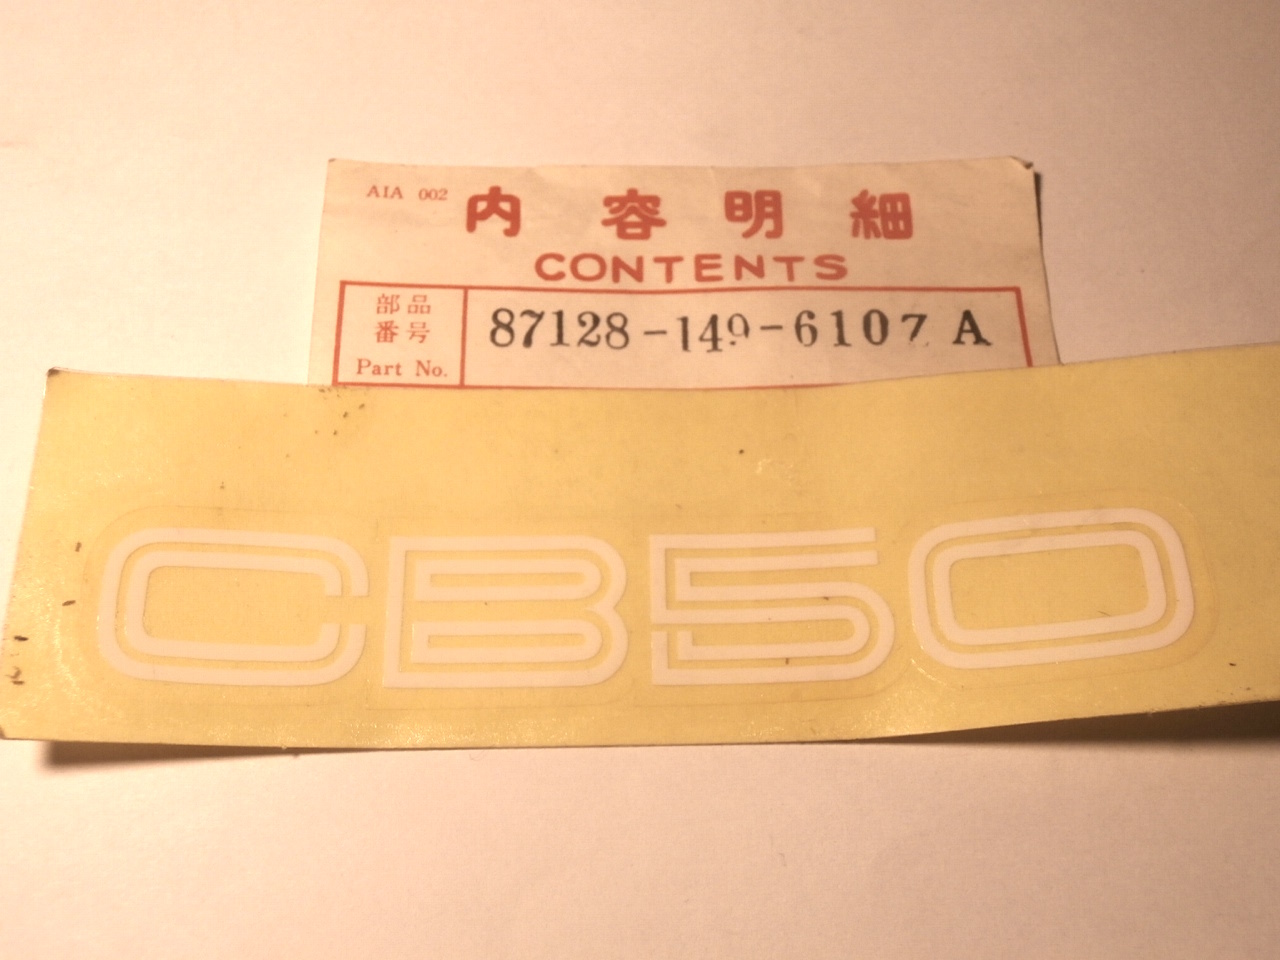 AIA 002
内容明細
CONTENTS
部品
番号
Part No.
87128-149-6107 A
CB50